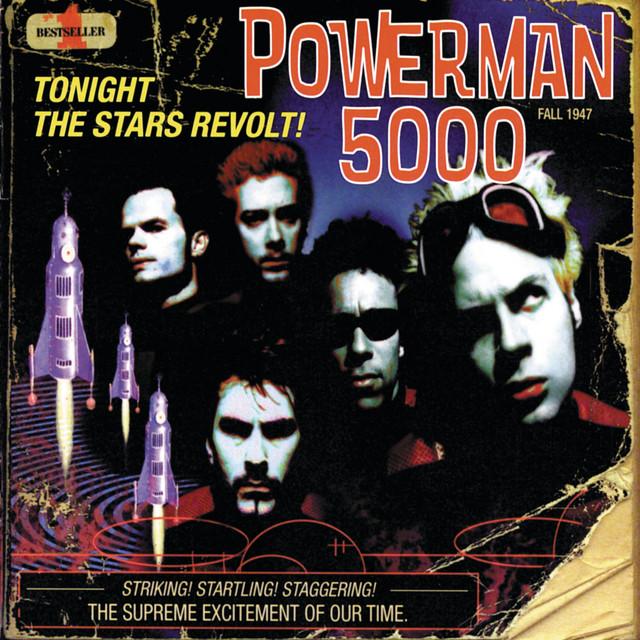 1
BESTSELLER
POWERMAN
5000
FALL 1947
TONIGHT
THE STARS REVOLT!
STRIKING! STARTLING! STAGGERING!
THE SUPREME EXCITEMENT OF OUR TIME.